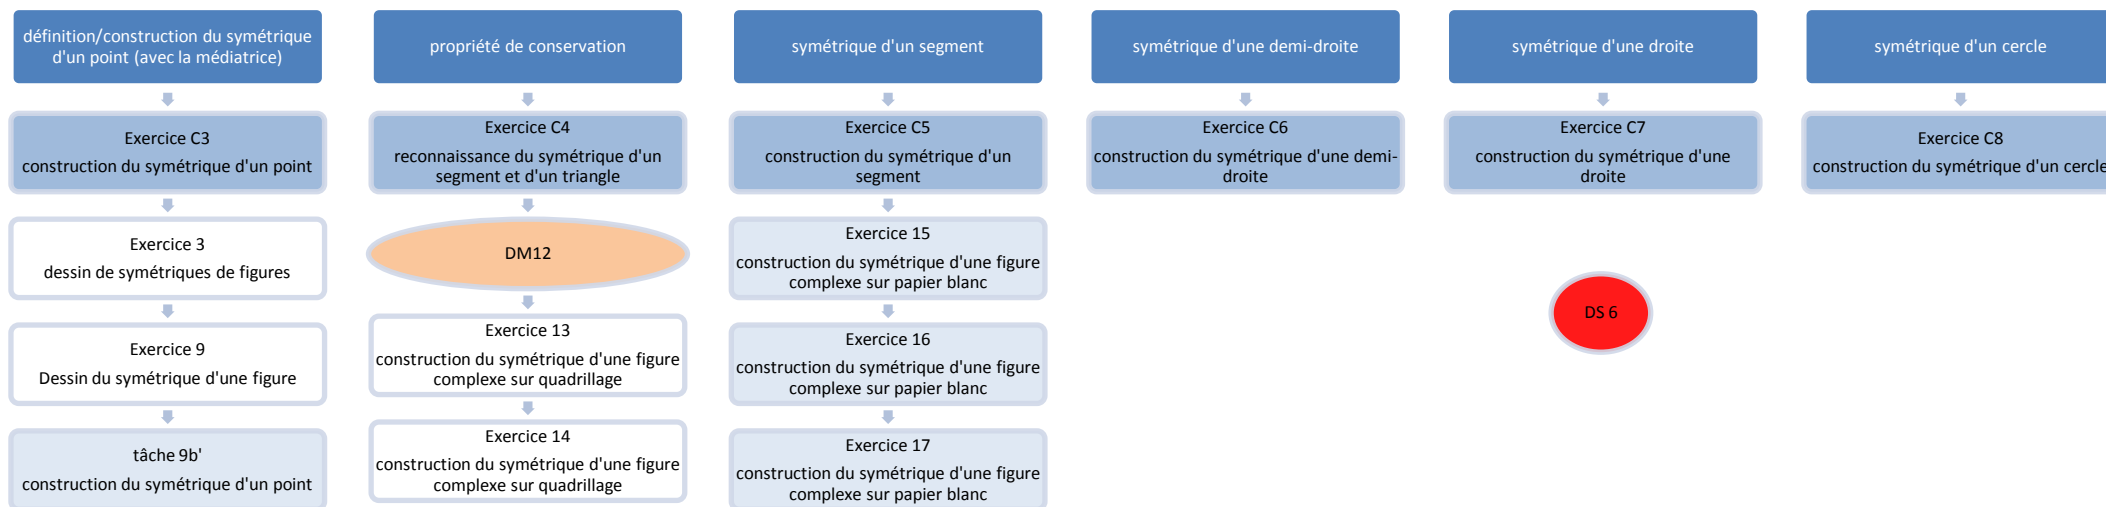 définition/construction du symétrique
d'un point (avec la médiatrice)
Exercice C3
construction du symétrique d'un point
Exercice 3
dessin de symétriques de figures
Exercice 9
Dessin du symétrique d'une figure
tâche 9b'
construction du symétrique d'un point
propriété de conservation
Exercice C4
reconnaissance du symétrique d'un
segment et d'un triangle
DM12
Exercice 13
construction du symétrique d'une figure
complexe sur quadrillage
Exercice 14
construction du symétrique d'une figure
complexe sur quadrillage
symétrique d'un segment
Exercice C5
construction du symétrique d'un
segment
Exercice 15
construction du symétrique d'une figure
complexe sur papier blanc
Exercice 16
construction du symétrique d'une figure
complexe sur papier blanc
Exercice 17
construction du symétrique d'une figure
complexe sur papier blanc
symétrique d'une demi-droite
Exercice C6
construction du symétrique d'une demi-
droite
symétrique d'une droite
Exercice C7
construction du symétrique d'une
droite
DS 6
symétrique d'un cercle
Exercice C8
construction du symétrique d'un cercle